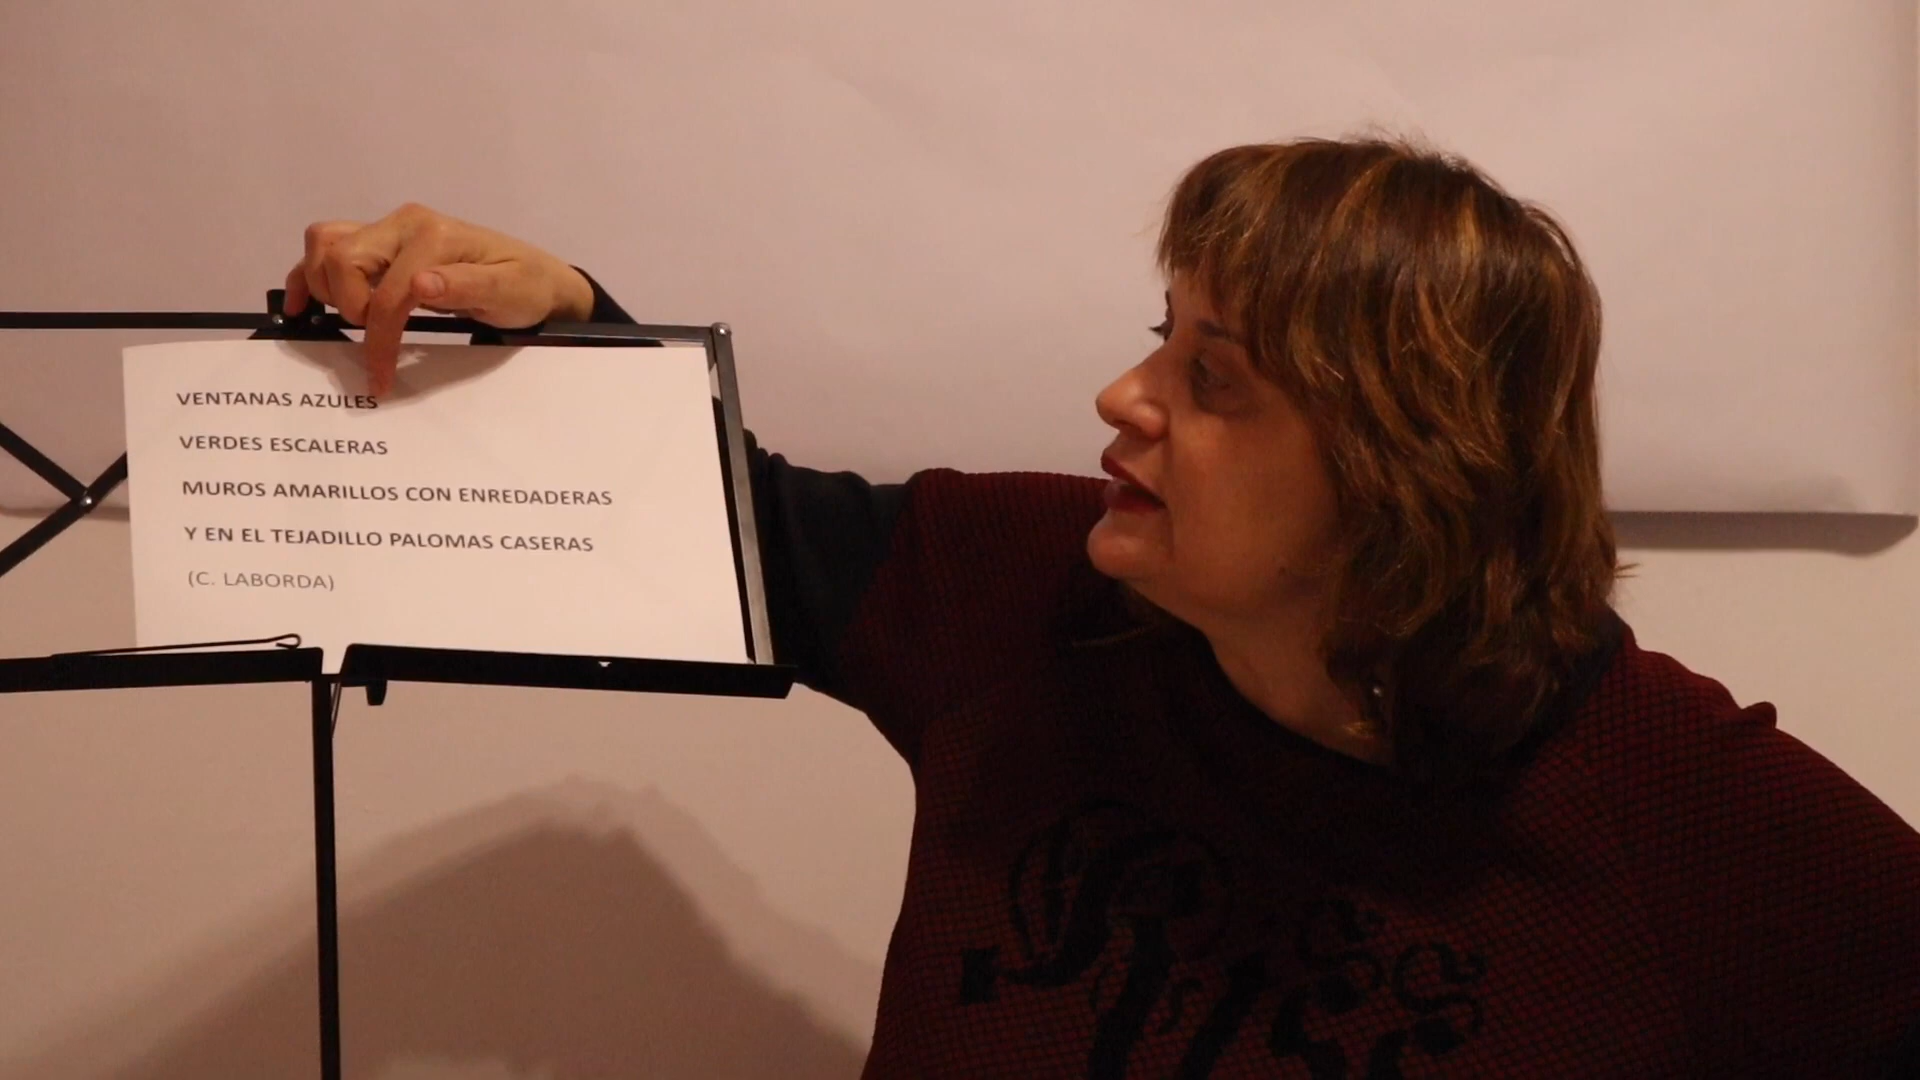 VENTANAS AZULES
VERDES ESCALERAS
MUROS AMARILLOS CON ENREDADERAS
Y EN EL TEJADILLO PALOMAS CASERAS
(C. LABORDA)